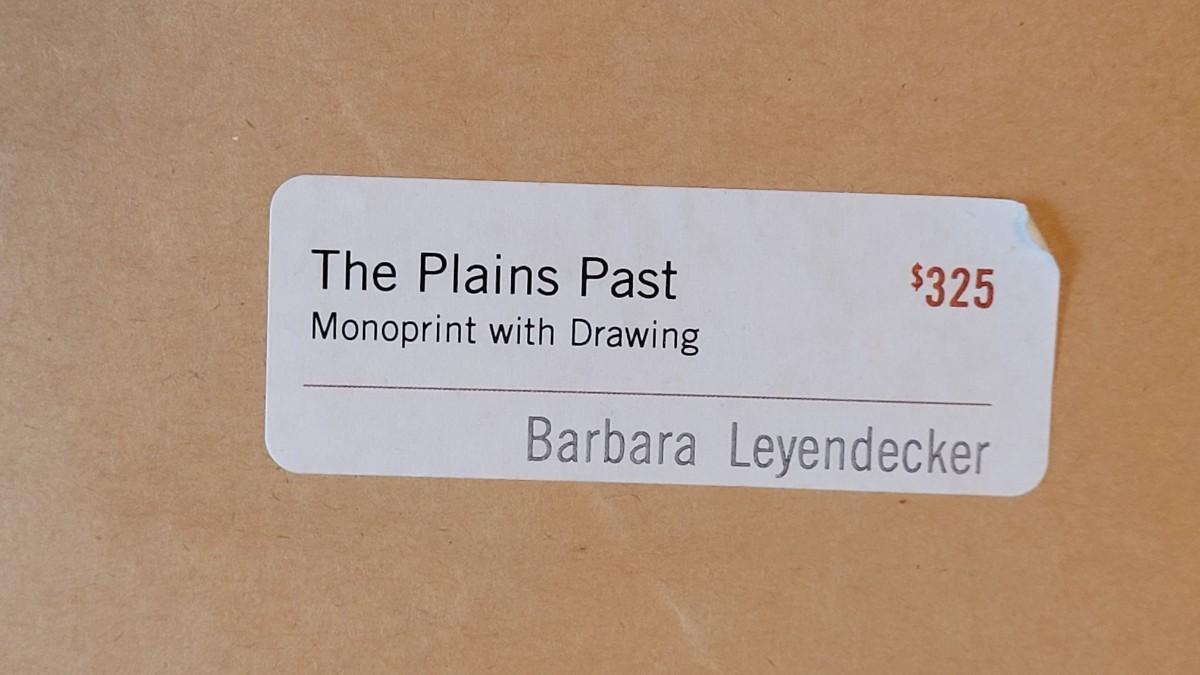 The Plains Past $325
Monoprint with Drawing
Barbara Leyendecker